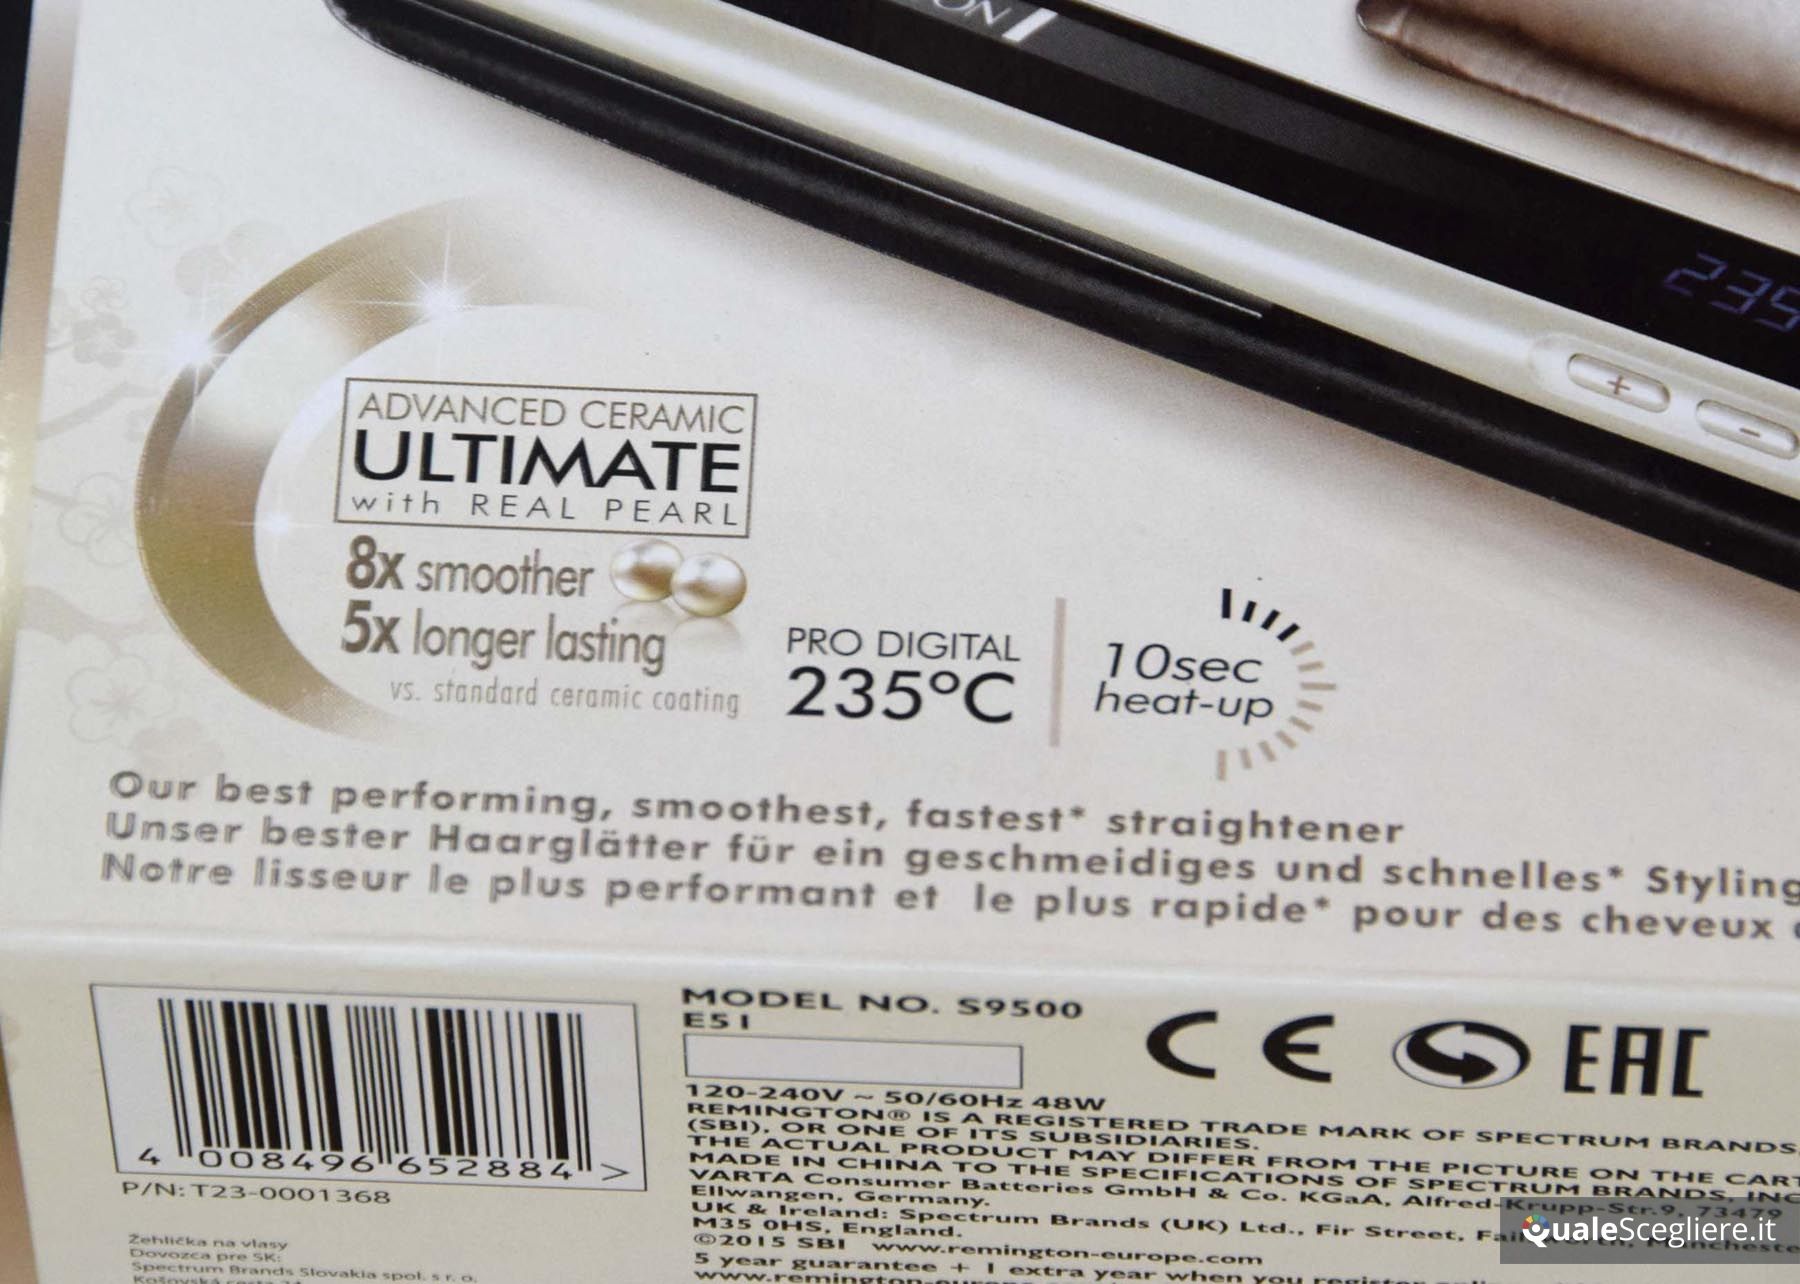 ON
235
+
-
ADVANCED CERAMIC
ULTIMATE
with REAL PEARL
8x smoother
5x longer lasting
vs. standard ceramic coating
PRO DIGITAL
235°C
10sec
heat-up
Our best performing, smoothest, fastest* straightener
Unser bester Haarglätter für ein geschmeidiges und schnelles* Styling
Notre lisseur le plus performant et le plus rapide* pour des cheveux
4 008496 652884 >
P/N: T23-0001368
Žehlička na vlasy
Dovozca pre SK:
Spectrum Brands Slovakia spol. s r. o.
MODEL NO. S9500
E51
CE EAC
120-240V ~ 50/60Hz 48W
REMINGTON® IS A REGISTERED TRADE MARK OF SPECTRUM BRANDS,
(SBI), OR ONE OF ITS SUBSIDIARIES.
THE ACTUAL PRODUCT MAY DIFFER FROM THE PICTURE ON THE CART
MADE IN CHINA TO THE SPECIFICATIONS OF SPECTRUM BRANDS, INC
VARTA Consumer Batteries GmbH & Co. KGaA, Alfred-Krupp-Str.9, 73479
Ellwangen, Germany.
UK & Ireland: Spectrum Brands (UK) Ltd., Fir Street, Failsworth, Manchester
M35 0HS, England.
©2015 SBI www.remington-europe.com
5 year guarantee + 1 extra year when you register
QualeScegliere.it